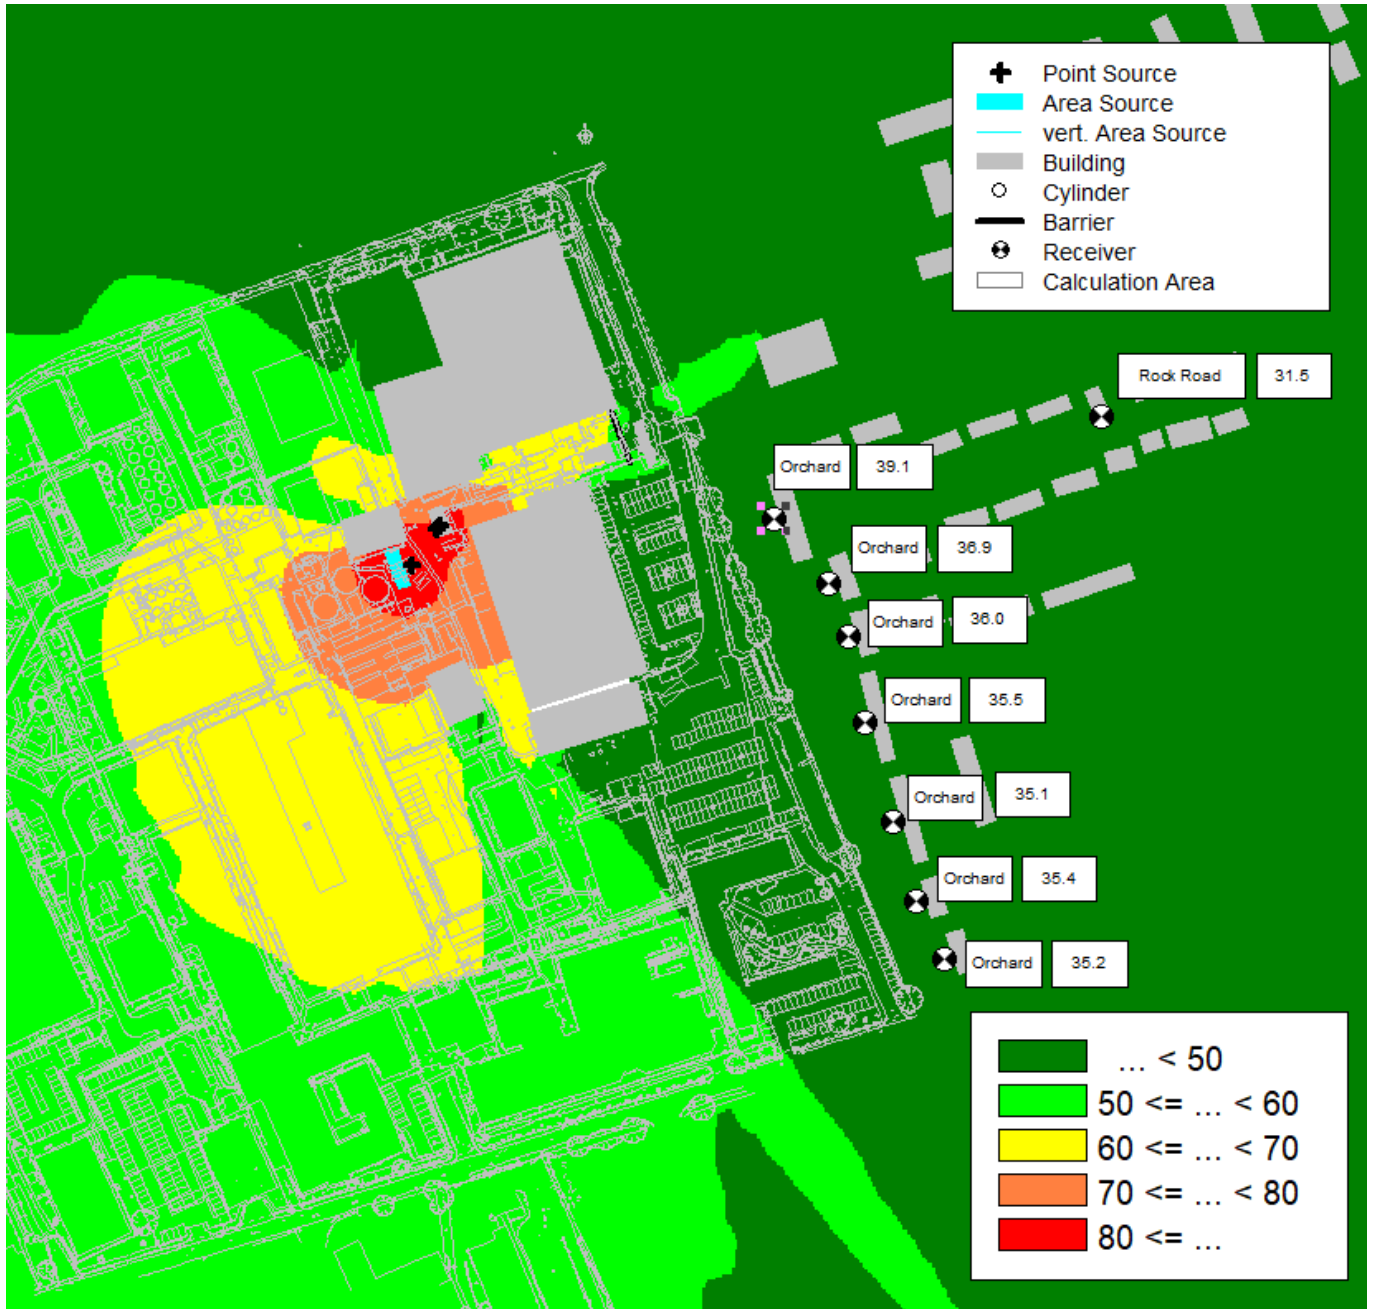 Point Source
Area Source
vert. Area Source
Building
Cylinder
Barrier
Receiver
Calculation Area
Rock Road 31.5
Orchard 39.1
Orchard 36.9
Orchard 36.0
Orchard 35.5
Orchard 35.1
Orchard 35.4
Orchard 35.2
... < 50
50 <= ... < 60
60 <= ... < 70
70 <= ... < 80
80 <= ...